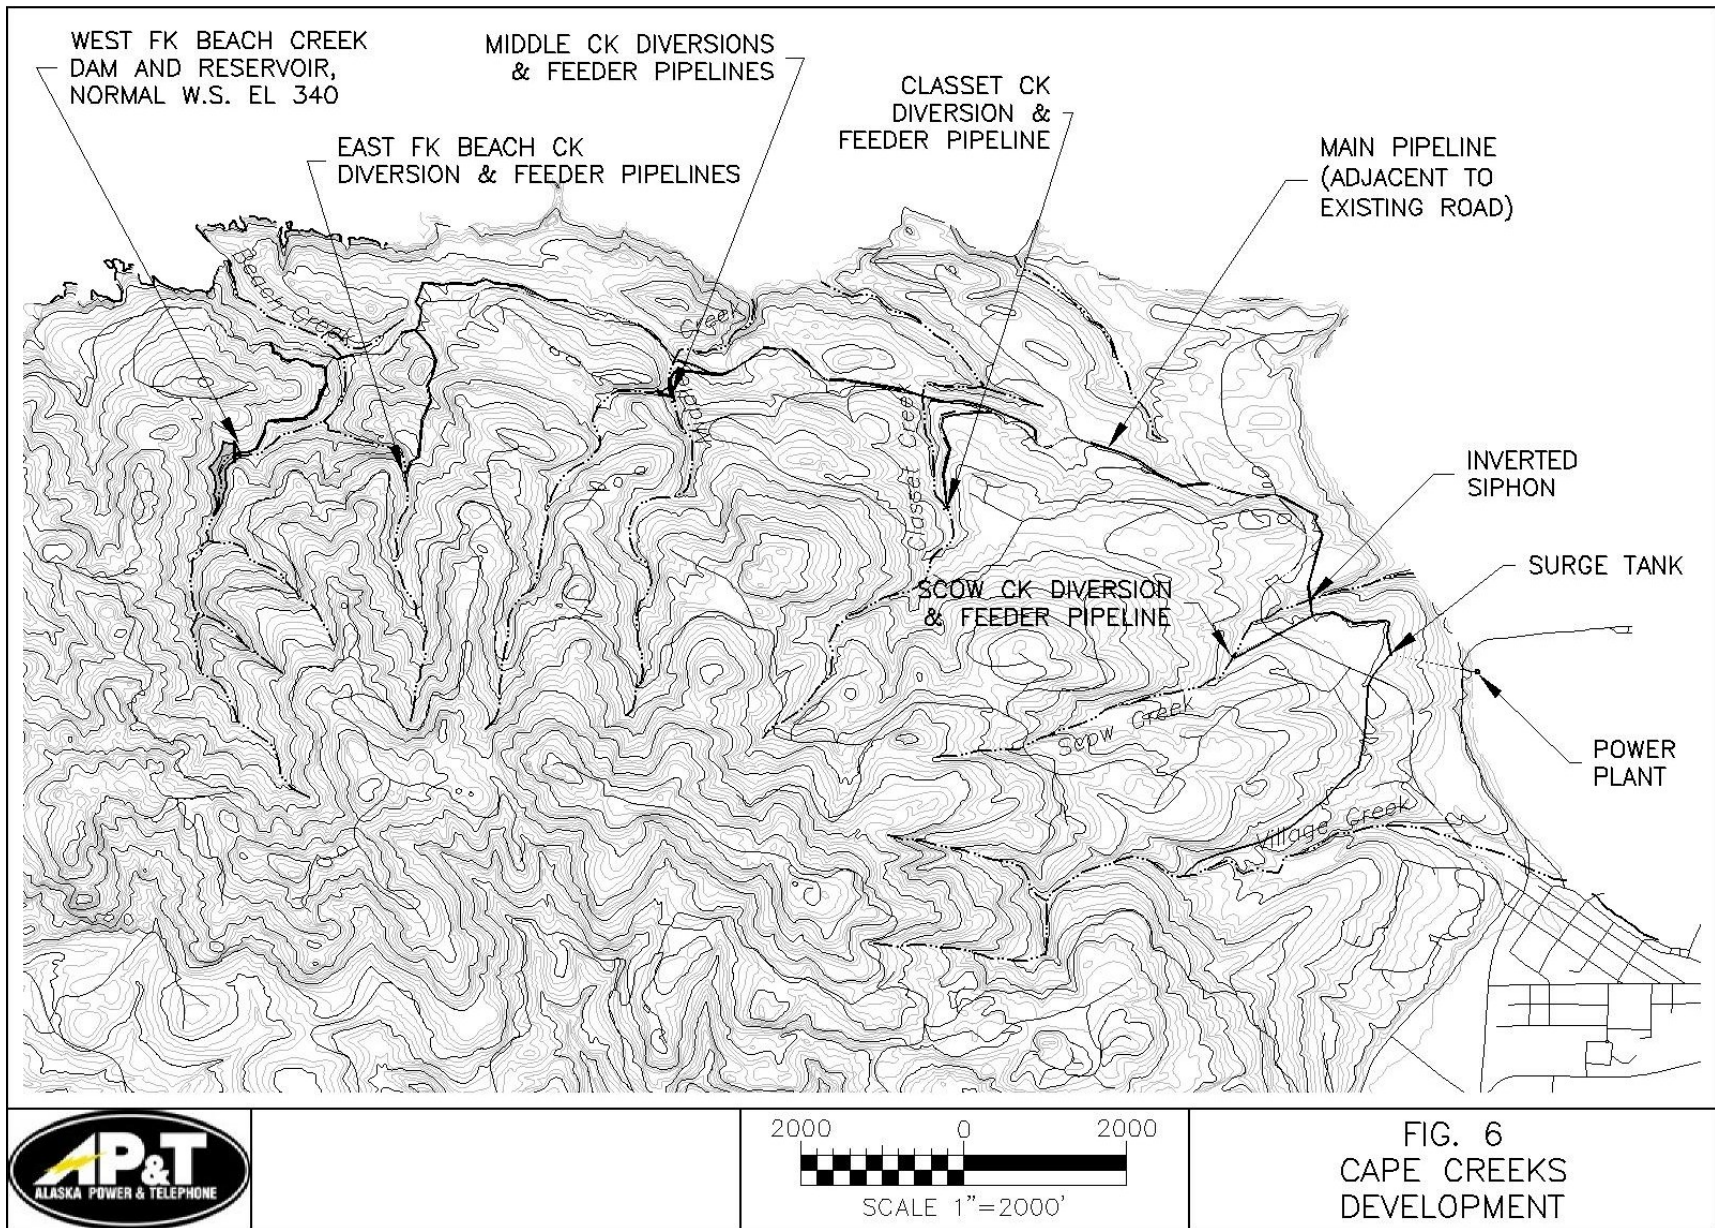 WEST FK BEACH CREEK
DAM AND RESERVOIR,
NORMAL W.S. EL 340
MIDDLE CK DIVERSIONS
& FEEDER PIPELINES
EAST FK BEACH CK
DIVERSION & FEEDER PIPELINES
CLASSET CK
DIVERSION &
FEEDER PIPELINE
MAIN PIPELINE
(ADJACENT TO
EXISTING ROAD)
Beach Creek
Middle Creek
Classet Creek
INVERTED
SIPHON
SURGE TANK
SCOW CK DIVERSION
& FEEDER PIPELINE
Scow Creek
POWER
PLANT
Village Creek
AP&T
ALASKA POWER & TELEPHONE
2000 0 2000
SCALE 1"=2000'
FIG. 6
CAPE CREEKS
DEVELOPMENT